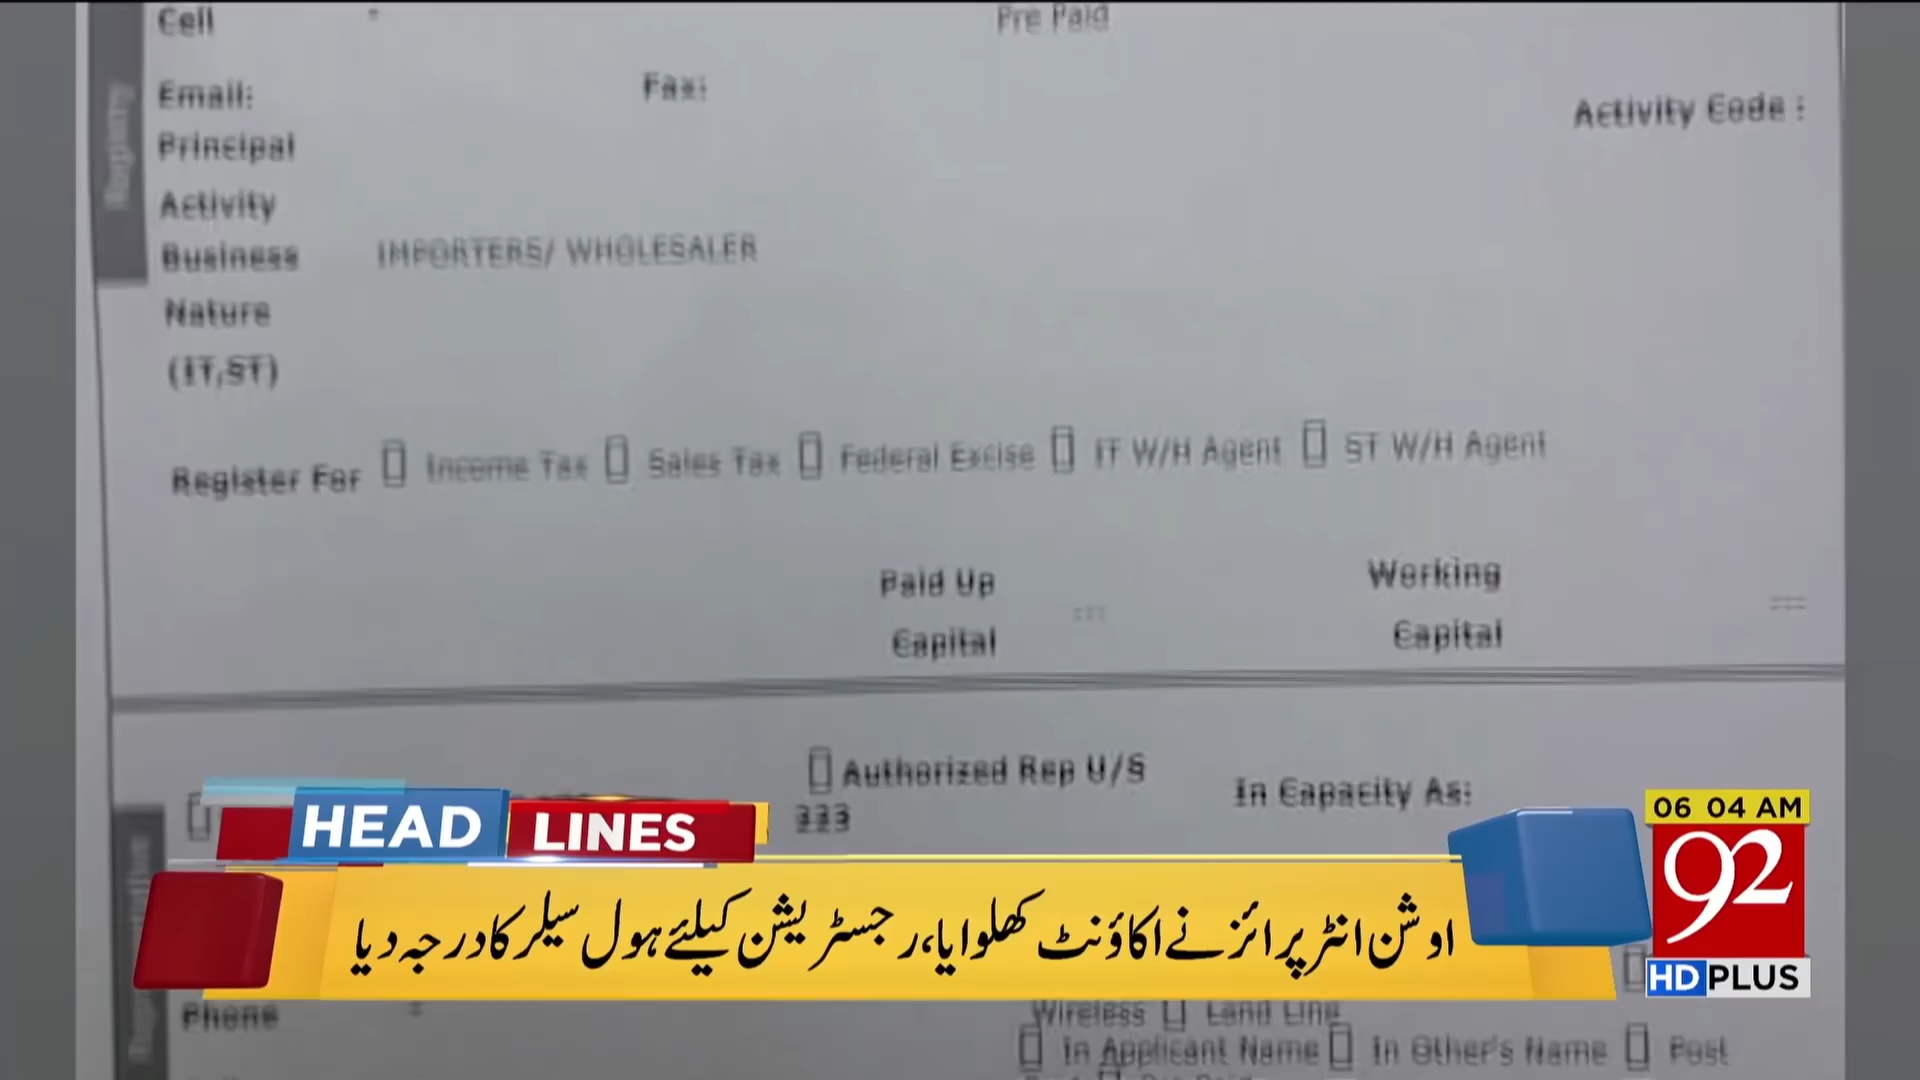 Cell
Pre Paid
Email:
Fax:
Activity Code :
Principal
Activity
Business
IMPORTERS/ WHOLESALER
Nature
(IT,ST)
Registry
Register For
Income Tax
Sales Tax
Federal Excise
IT W/H Agent
ST W/H Agent
Paid Up
Capital
Working
Capital
Authorized Rep U/S
In Capacity As:
HEAD LINES
06 04 AM
92
HD PLUS
اوشن انٹرپرائز نے اکاؤنٹ کھلوایا، رجسٹریشن کیلئے ہول سیلر کا درجہ دیا
Phone
Wireless
Land Line
In Applicant Name
In Other's Name
Post